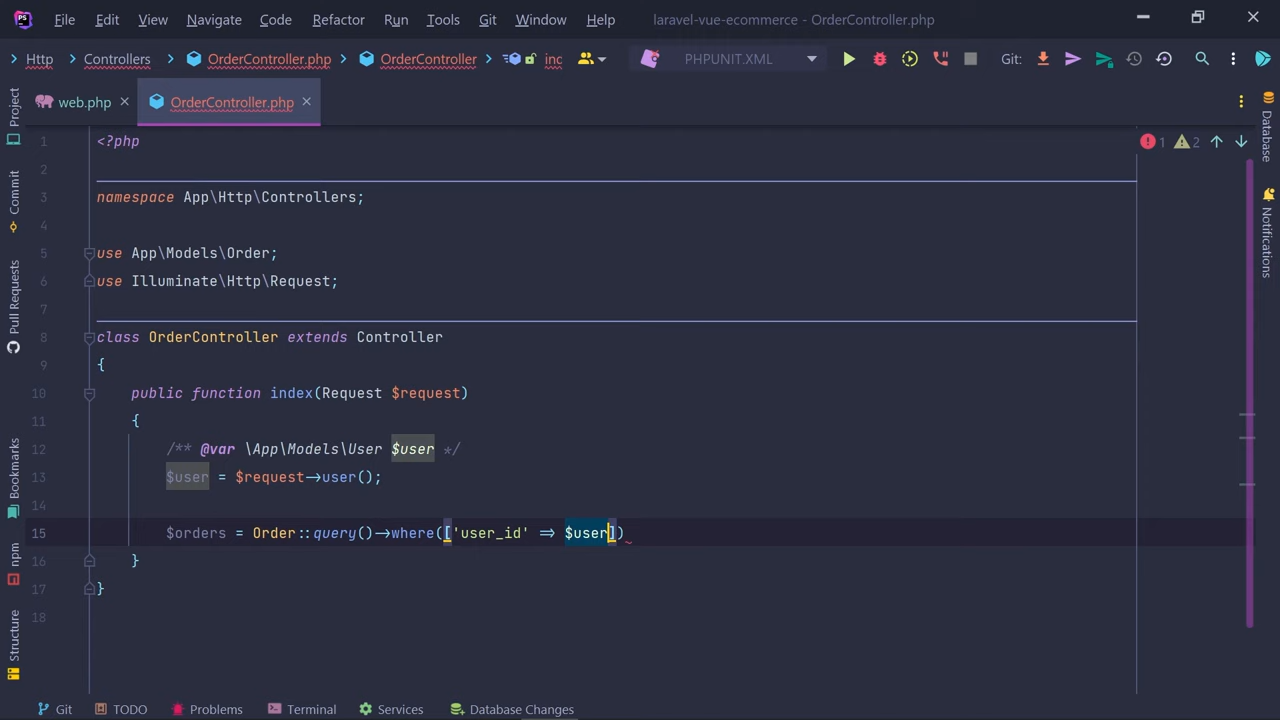 File Edit View Navigate Code Refactor Run Tools Git Window Help laravel-vue-ecommerce - OrderController.php
Http Controllers OrderController.php OrderController inc PHPUNIT.XML Git:
web.php OrderController.php
1 <?php
2
3 namespace App\Http\Controllers;
4
5 use App\Models\Order;
6 use Illuminate\Http\Request;
7
8 class OrderController extends Controller
9 {
10 public function index(Request $request)
11 {
12 /** @var \App\Models\User $user */
13 $user = $request->user();
14
15 $orders = Order::query()->where(['user_id' => $user])
16 }
17 }
18
1 2
Project
Commit
Pull Requests
Bookmarks
npm
Structure
Database
Notifications
Git TODO Problems Terminal Services Database Changes